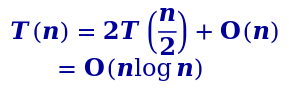 T(n) = 2T(n/2) + O(n)
= O(n log n)